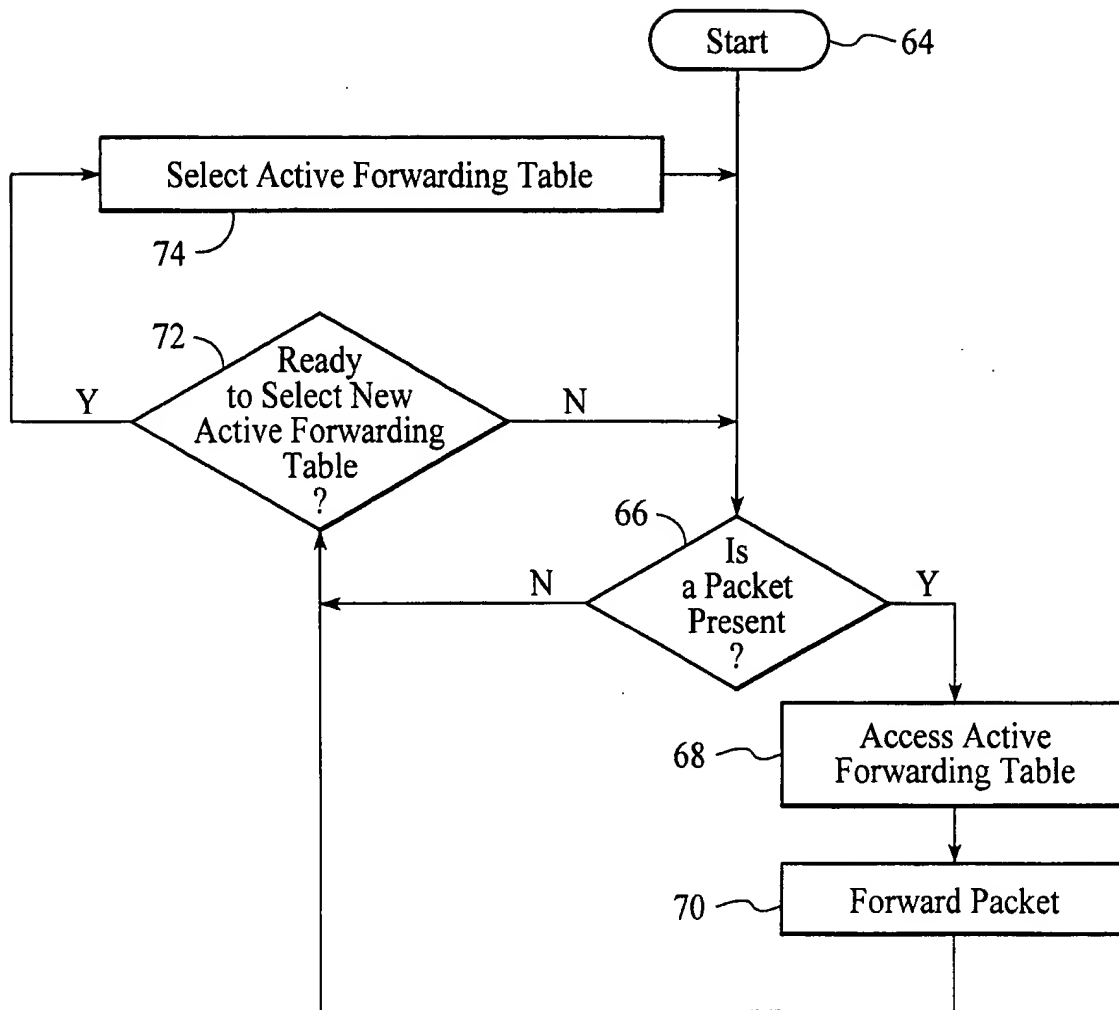 Start
64
Select Active Forwarding Table
74
72
Ready
to Select New
Active Forwarding
Table
?
Y
N
66
Is
a Packet
Present
?
N
Y
68
Access Active
Forwarding Table
70
Forward Packet